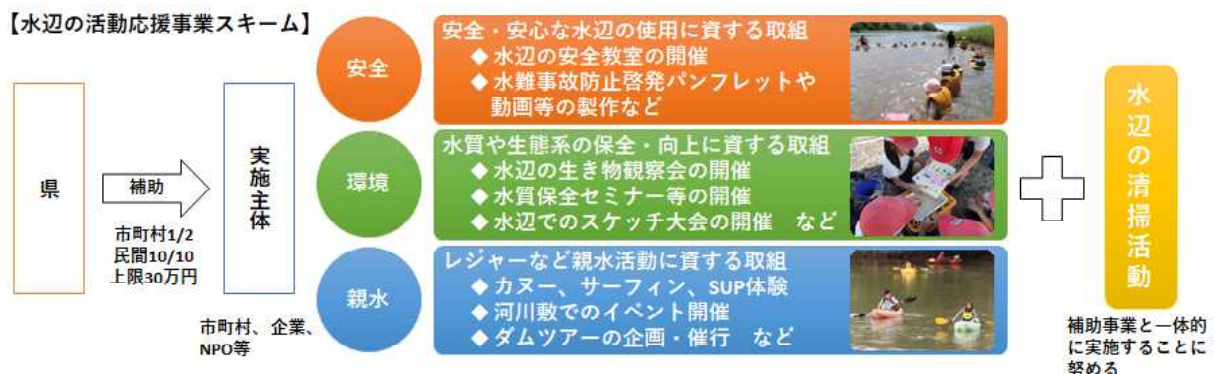 【水辺の活動応援事業スキーム】
県
補助
市町村1/2
民間10/10
上限30万円
実施主体
市町村、企業、
NPO等
安全
安全・安心な水辺の使用に資する取組
◆ 水辺の安全教室の開催
◆ 水難事故防止啓発パンフレットや
動画等の製作など
環境
水質や生態系の保全・向上に資する取組
◆ 水辺の生き物観察会の開催
◆ 水質保全セミナー等の開催
◆ 水辺でのスケッチ大会の開催　など
親水
レジャーなど親水活動に資する取組
◆ カヌー、サーフィン、SUP体験
◆ 河川敷でのイベント開催
◆ ダムツアーの企画・催行　など
水辺の清掃活動
補助事業と一体的
に実施することに
努める